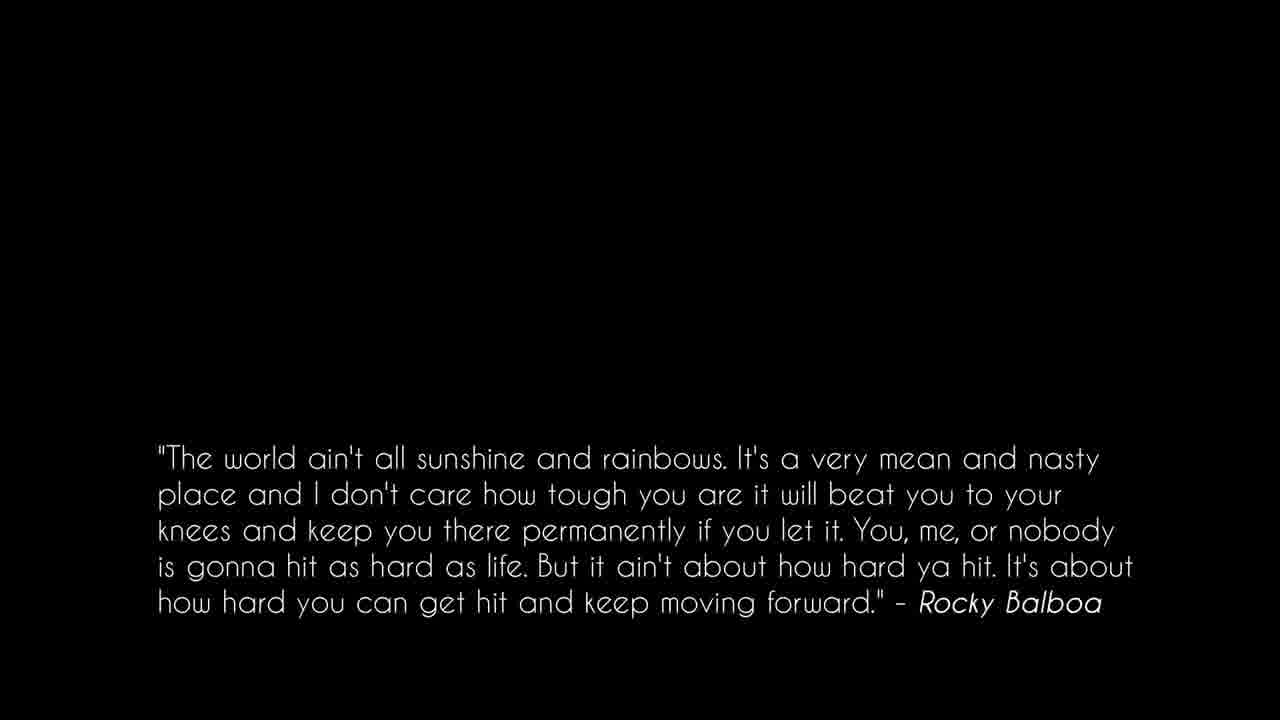 "The world ain't all sunshine and rainbows. It's a very mean and nasty
place and I don't care how tough you are it will beat you to your
knees and keep you there permanently if you let it. You, me, or nobody
is gonna hit as hard as life. But it ain't about how hard ya hit. It's about
how hard you can get hit and keep moving forward." - Rocky Balboa